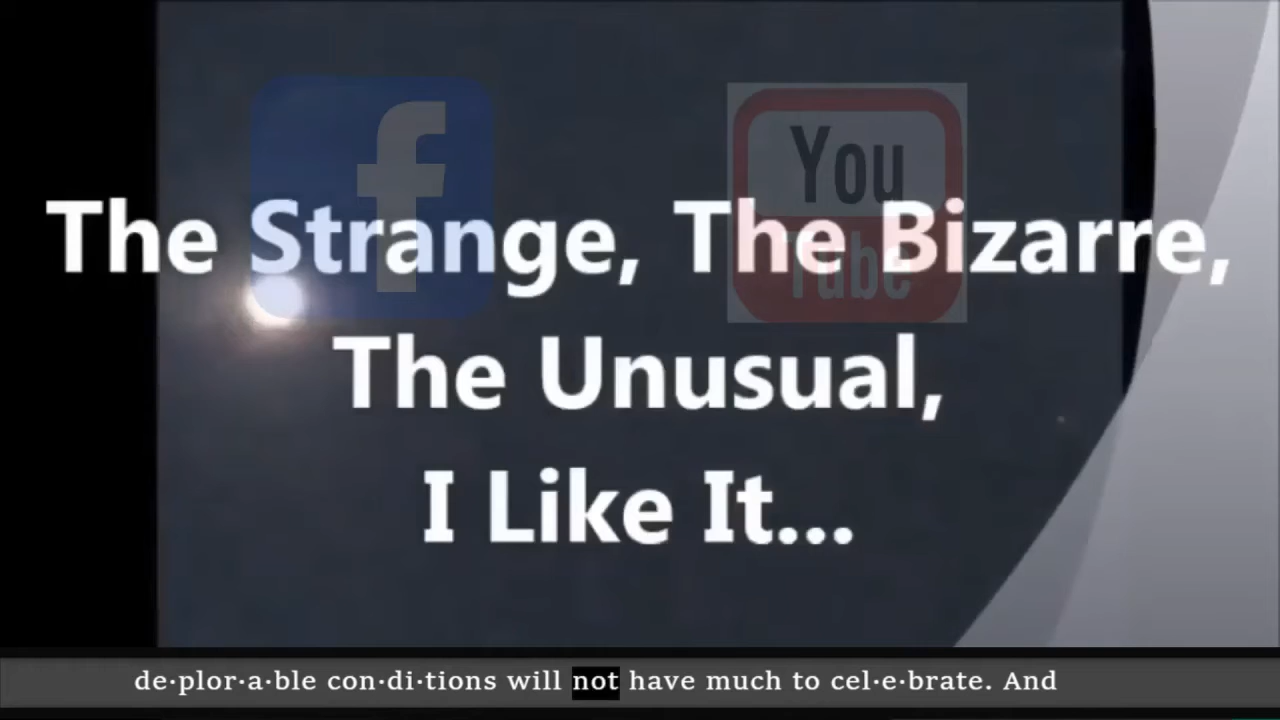 f
You
Tube
The Strange, The Bizarre,
The Unusual,
I Like It...
de·plor·a·ble con·di·tions will not have much to cel·e·brate. And